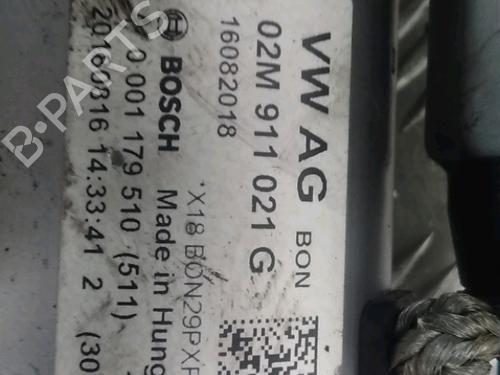 VW AG BON
02M 911 021 G
16082018
*X18 BON29PXF
BOSCH Made in Hung
0 001 179 510 (511)
20160816 14:33:41 2 (30
B-PARTS